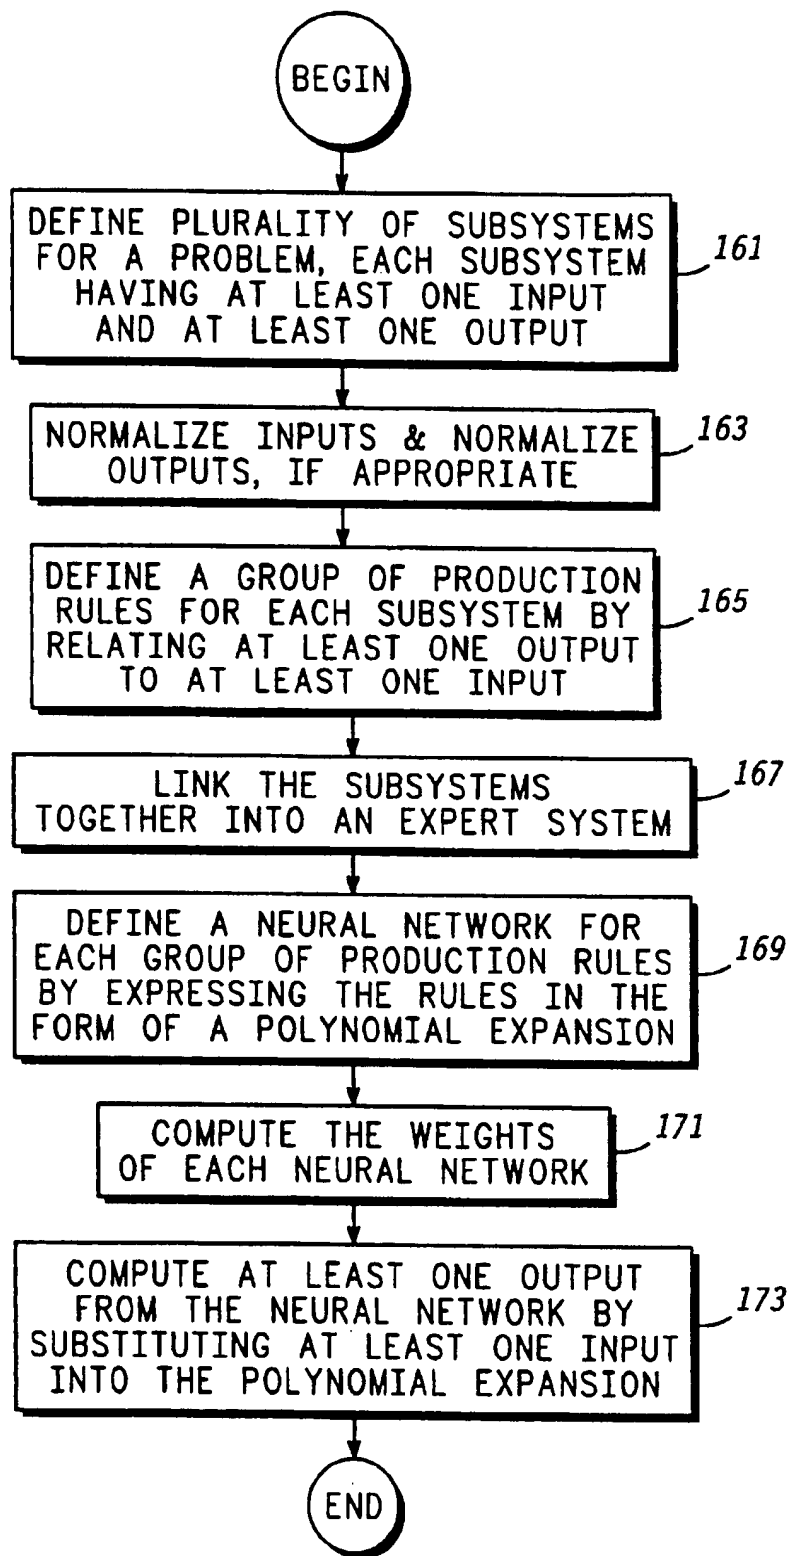 BEGIN
DEFINE PLURALITY OF SUBSYSTEMS
FOR A PROBLEM, EACH SUBSYSTEM
HAVING AT LEAST ONE INPUT
AND AT LEAST ONE OUTPUT
161
NORMALIZE INPUTS & NORMALIZE
OUTPUTS, IF APPROPRIATE
163
DEFINE A GROUP OF PRODUCTION
RULES FOR EACH SUBSYSTEM BY
RELATING AT LEAST ONE OUTPUT
TO AT LEAST ONE INPUT
165
LINK THE SUBSYSTEMS
TOGETHER INTO AN EXPERT SYSTEM
167
DEFINE A NEURAL NETWORK FOR
EACH GROUP OF PRODUCTION RULES
BY EXPRESSING THE RULES IN THE
FORM OF A POLYNOMIAL EXPANSION
169
COMPUTE THE WEIGHTS
OF EACH NEURAL NETWORK
171
COMPUTE AT LEAST ONE OUTPUT
FROM THE NEURAL NETWORK BY
SUBSTITUTING AT LEAST ONE INPUT
INTO THE POLYNOMIAL EXPANSION
173
END